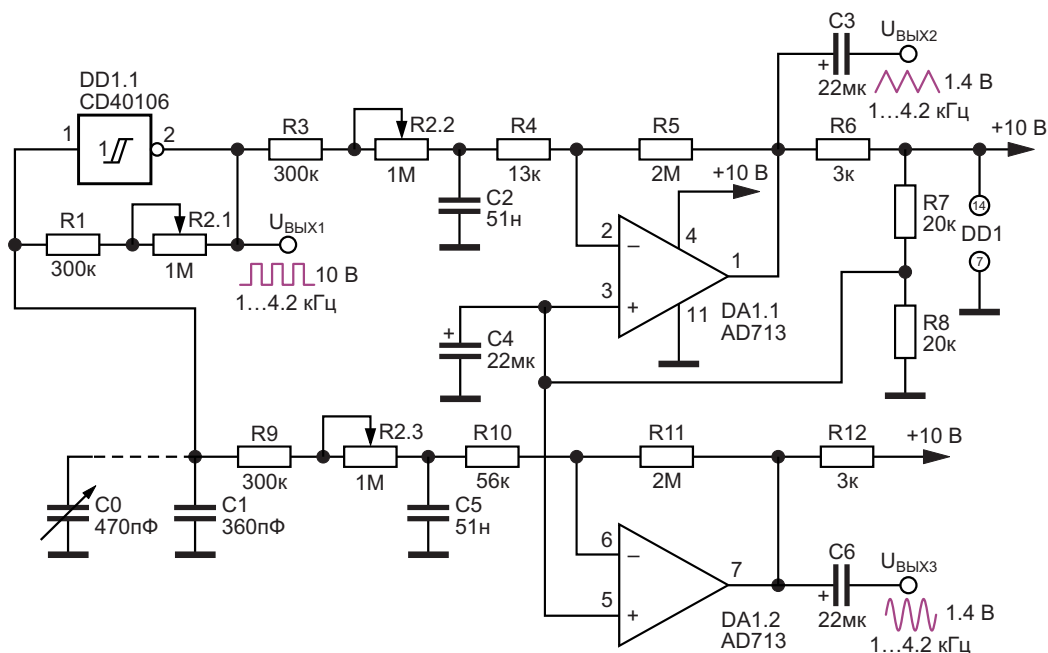 C3
U ВЫХ2
+
22мк
1.4 В
1...4.2 кГц
DD1.1
CD40106
1
1
2
R3
300к
R2.2
1М
R4
13к
R5
2М
R6
3к
+10 В
C2
51н
+10 В
R1
300к
R2.1
1М
U ВЫХ1
10 В
1...4.2 кГц
2
–
4
3
+
1
11
DA1.1
AD713
R7
20к
14
DD1
7
R8
20к
+
C4
22мк
R9
300к
R2.3
1М
R10
56к
R11
2М
R12
3к
+10 В
C0
470пФ
C1
360пФ
C5
51н
6
–
5
+
7
DA1.2
AD713
C6
+
22мк
U ВЫХ3
1.4 В
1...4.2 кГц